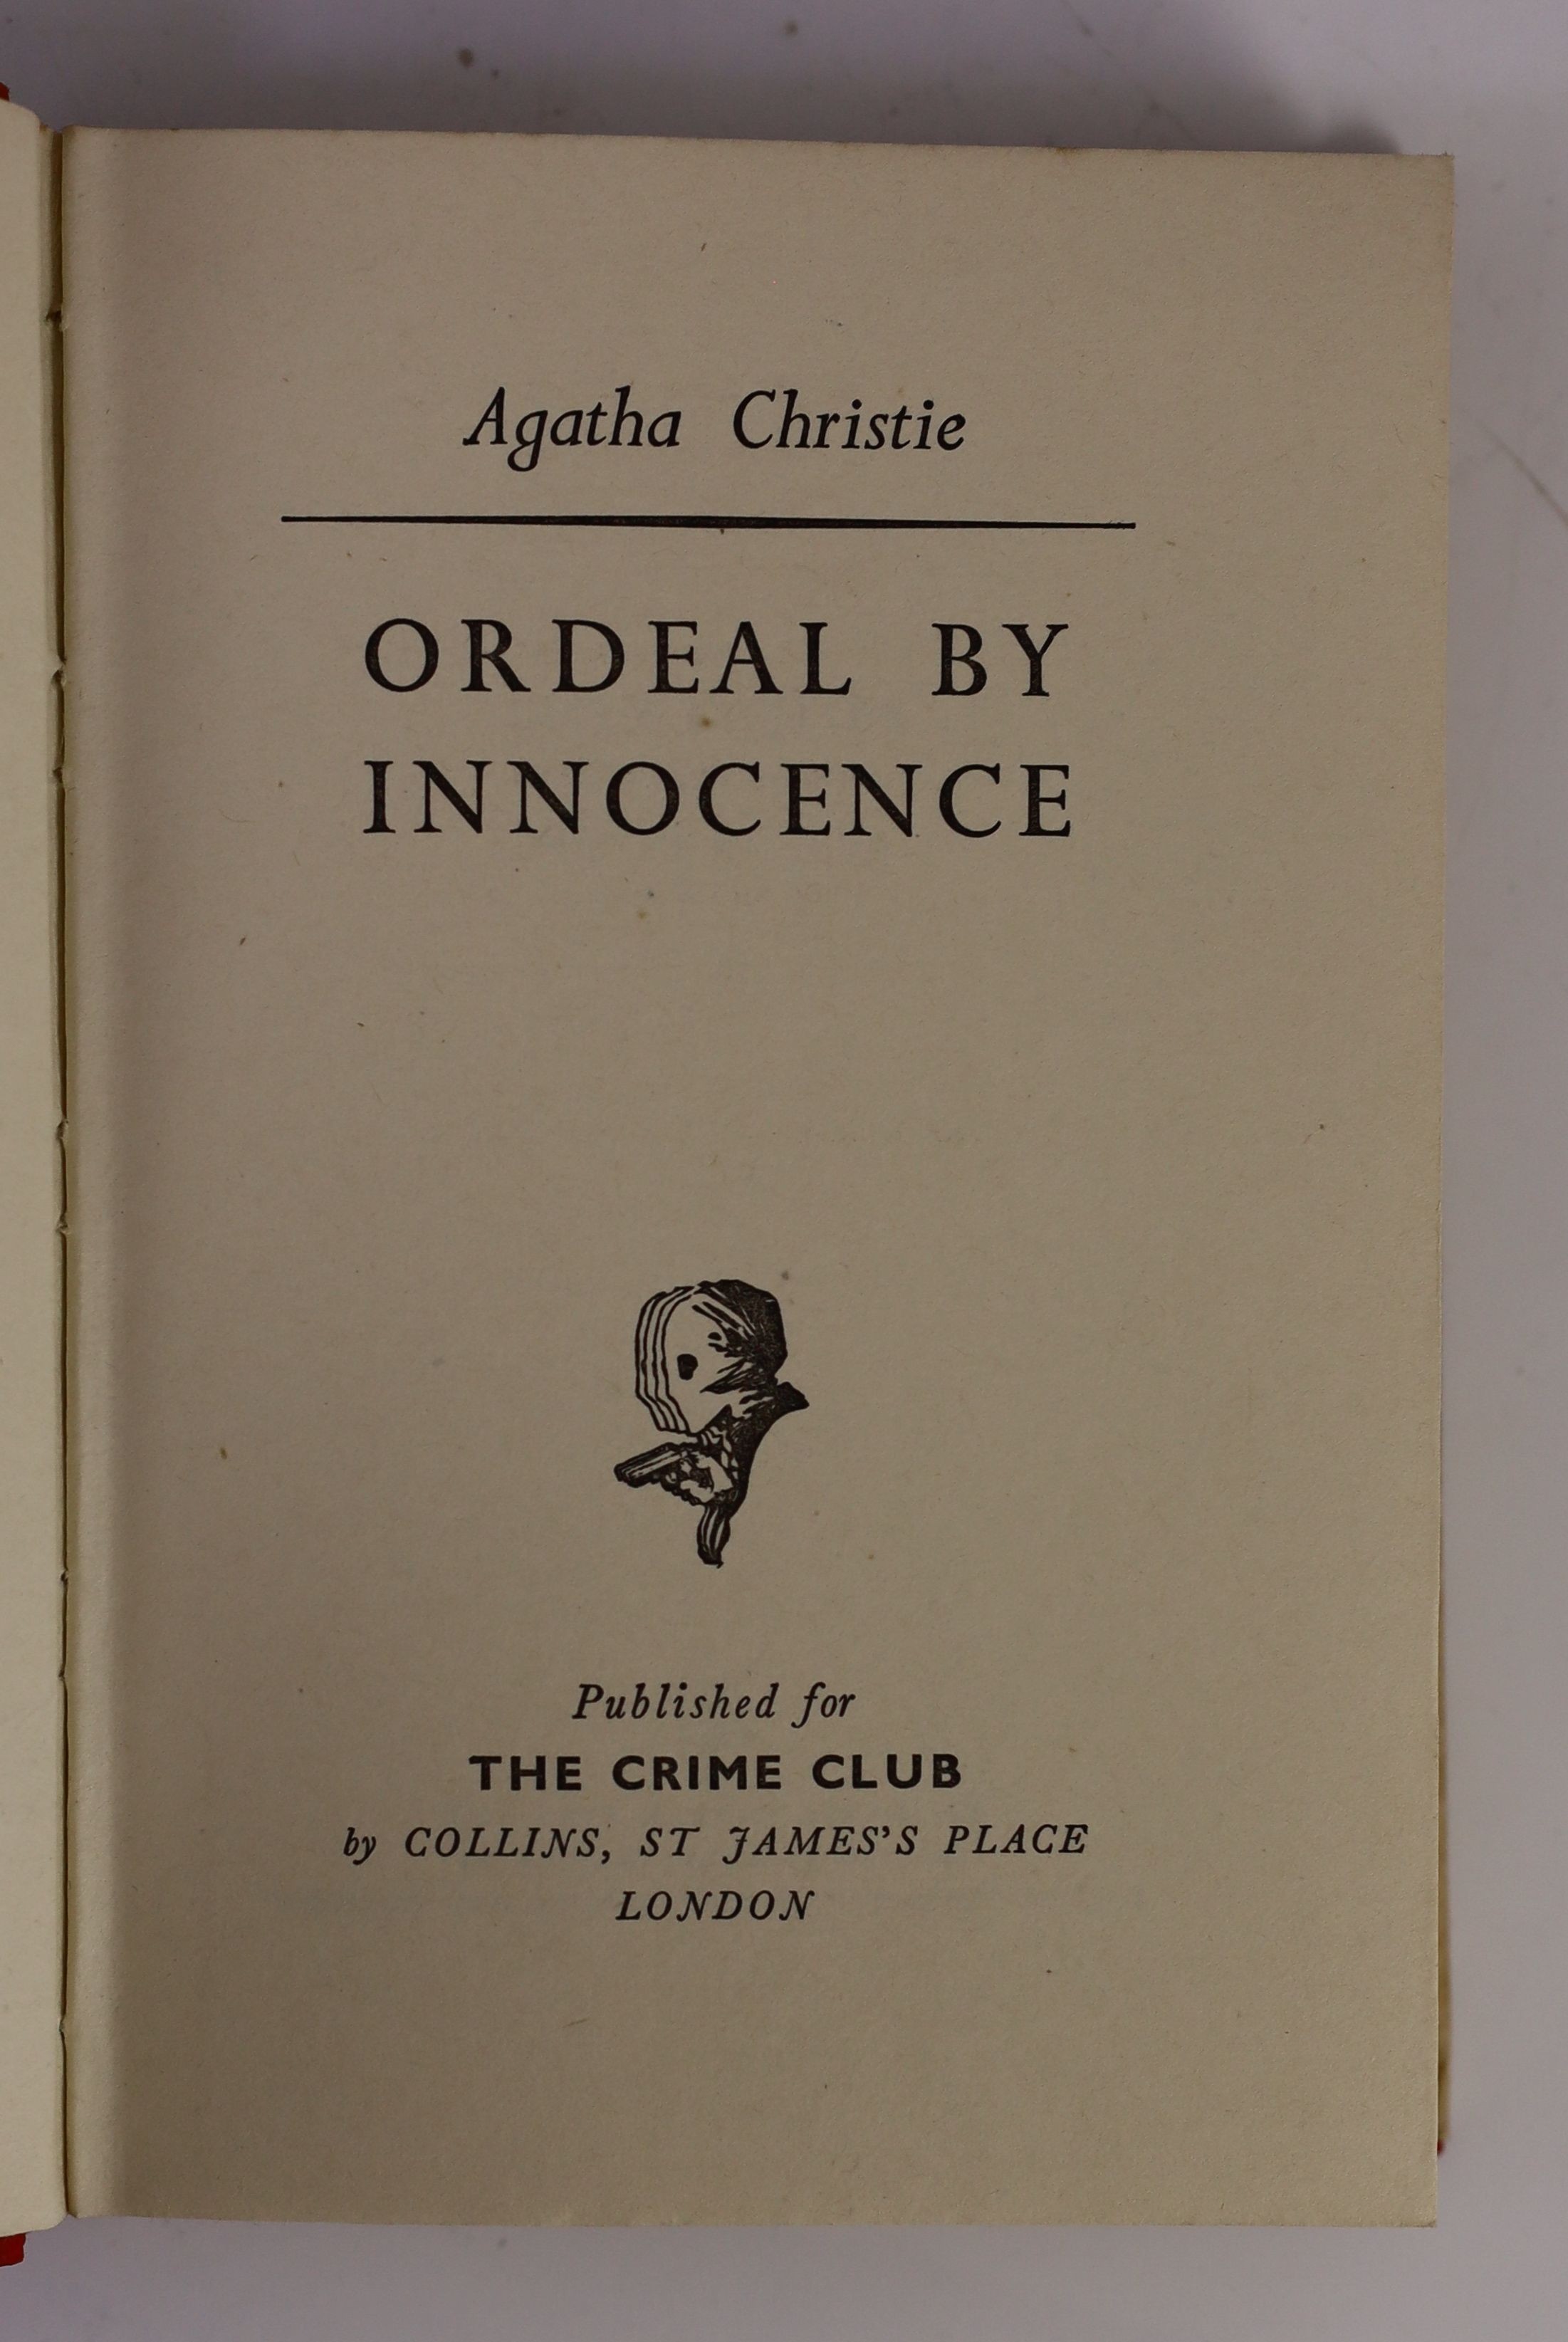 Agatha Christie
ORDEAL BY
INNOCENCE
Published for
THE CRIME CLUB
by COLLINS, ST JAMES'S PLACE
LONDON